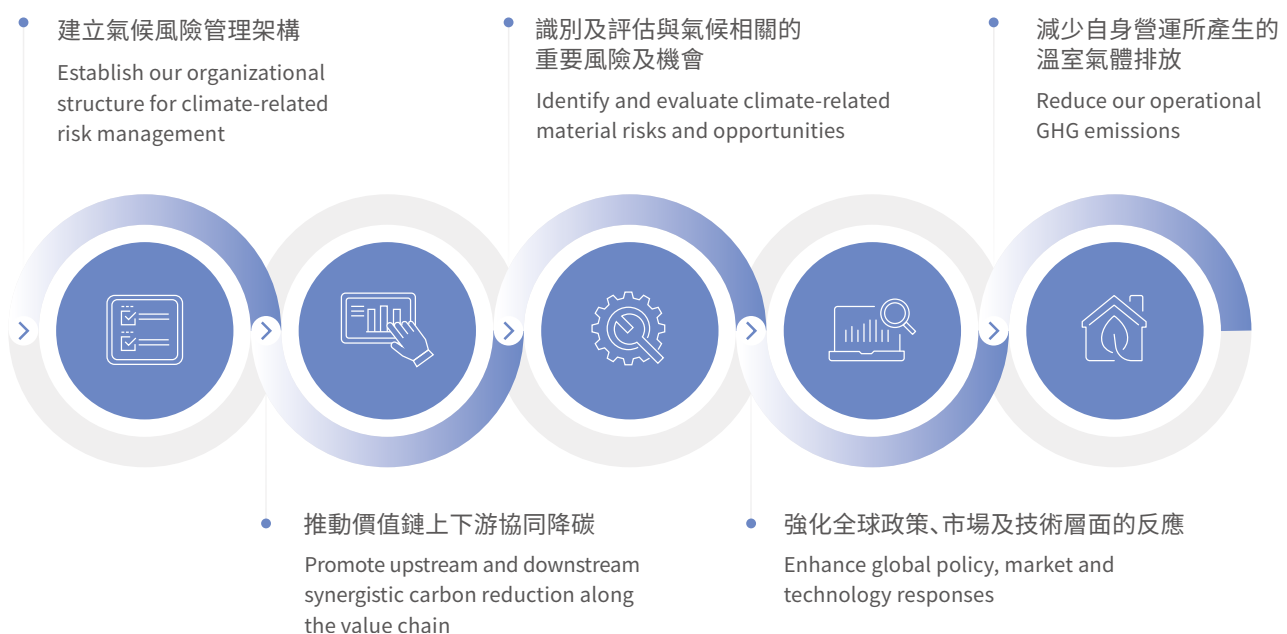 建立氣候風險管理架構
Establish our organizational
structure for climate-related
risk management
識別及評估與氣候相關的
重要風險及機會
Identify and evaluate climate-related
material risks and opportunities
減少自身營運所產生的
溫室氣體排放
Reduce our operational
GHG emissions
推動價值鏈上下游協同降碳
Promote upstream and downstream
synergistic carbon reduction along
the value chain
強化全球政策、市場及技術層面的反應
Enhance global policy, market and
technology responses